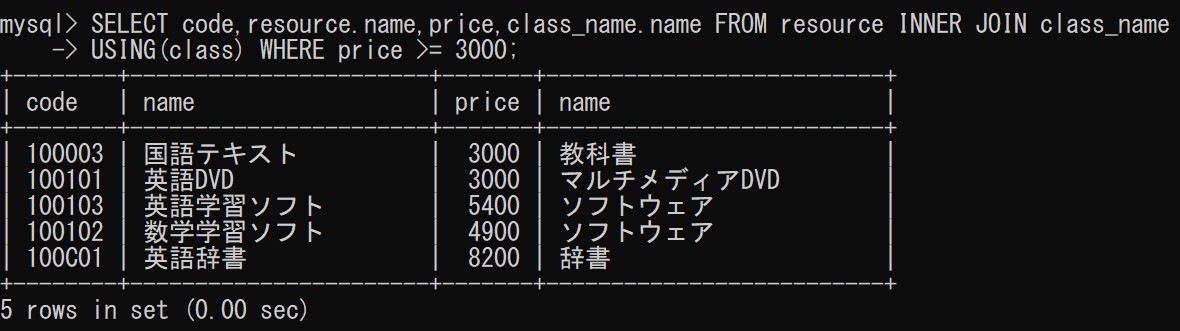 mysql> SELECT code,resource.name,price,class_name.name FROM resource INNER JOIN class_name
    -> USING(class) WHERE price >= 3000;
+--------+------------------------+-------+---------------------------+
| code   | name                   | price | name                      |
+--------+------------------------+-------+---------------------------+
| 100003 | 国語テキスト           |  3000 | 教科書                    |
| 100101 | 英語DVD                |  3000 | マルチメディアDVD         |
| 100103 | 英語学習ソフト         |  5400 | ソフトウェア              |
| 100102 | 数学学習ソフト         |  4900 | ソフトウェア              |
| 100C01 | 英語辞書               |  8200 | 辞書                      |
+--------+------------------------+-------+---------------------------+
5 rows in set (0.00 sec)